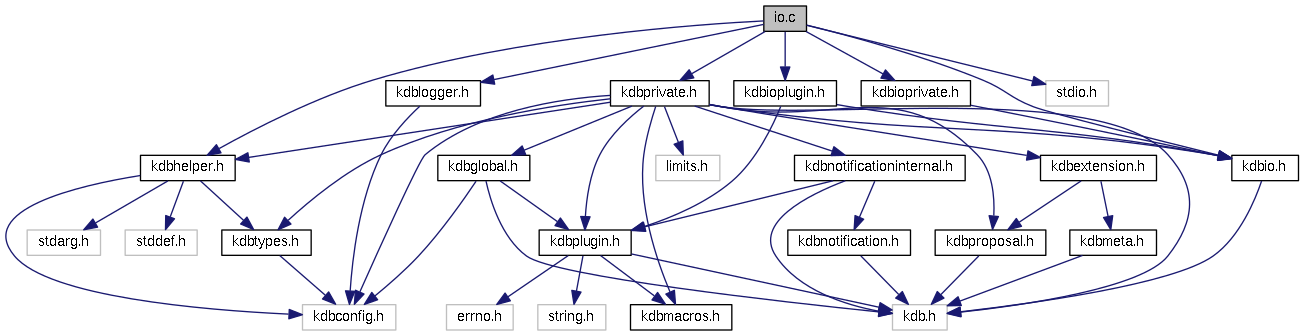 io.c
kdblogger.h
kdbprivate.h
kdbioplugin.h
kdbioprivate.h
stdio.h
kdbhelper.h
kdbglobal.h
limits.h
kdbnotificationinternal.h
kdbextension.h
kdbio.h
stdarg.h
stddef.h
kdbtypes.h
kdbplugin.h
kdbnotification.h
kdbproposal.h
kdbmeta.h
kdbconfig.h
errno.h
string.h
kdbmacros.h
kdb.h